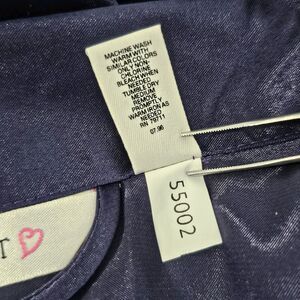 MACHINE WASH
WARM WITH
SIMILAR COLORS
ONLY NON-
CHLORINE
BLEACH WHEN
NEEDED
TUMBLE DRY
MEDIUM
REMOVE
PROMPTLY
WARM IRON AS
NEEDED
RN 79711
07.96
55002
T